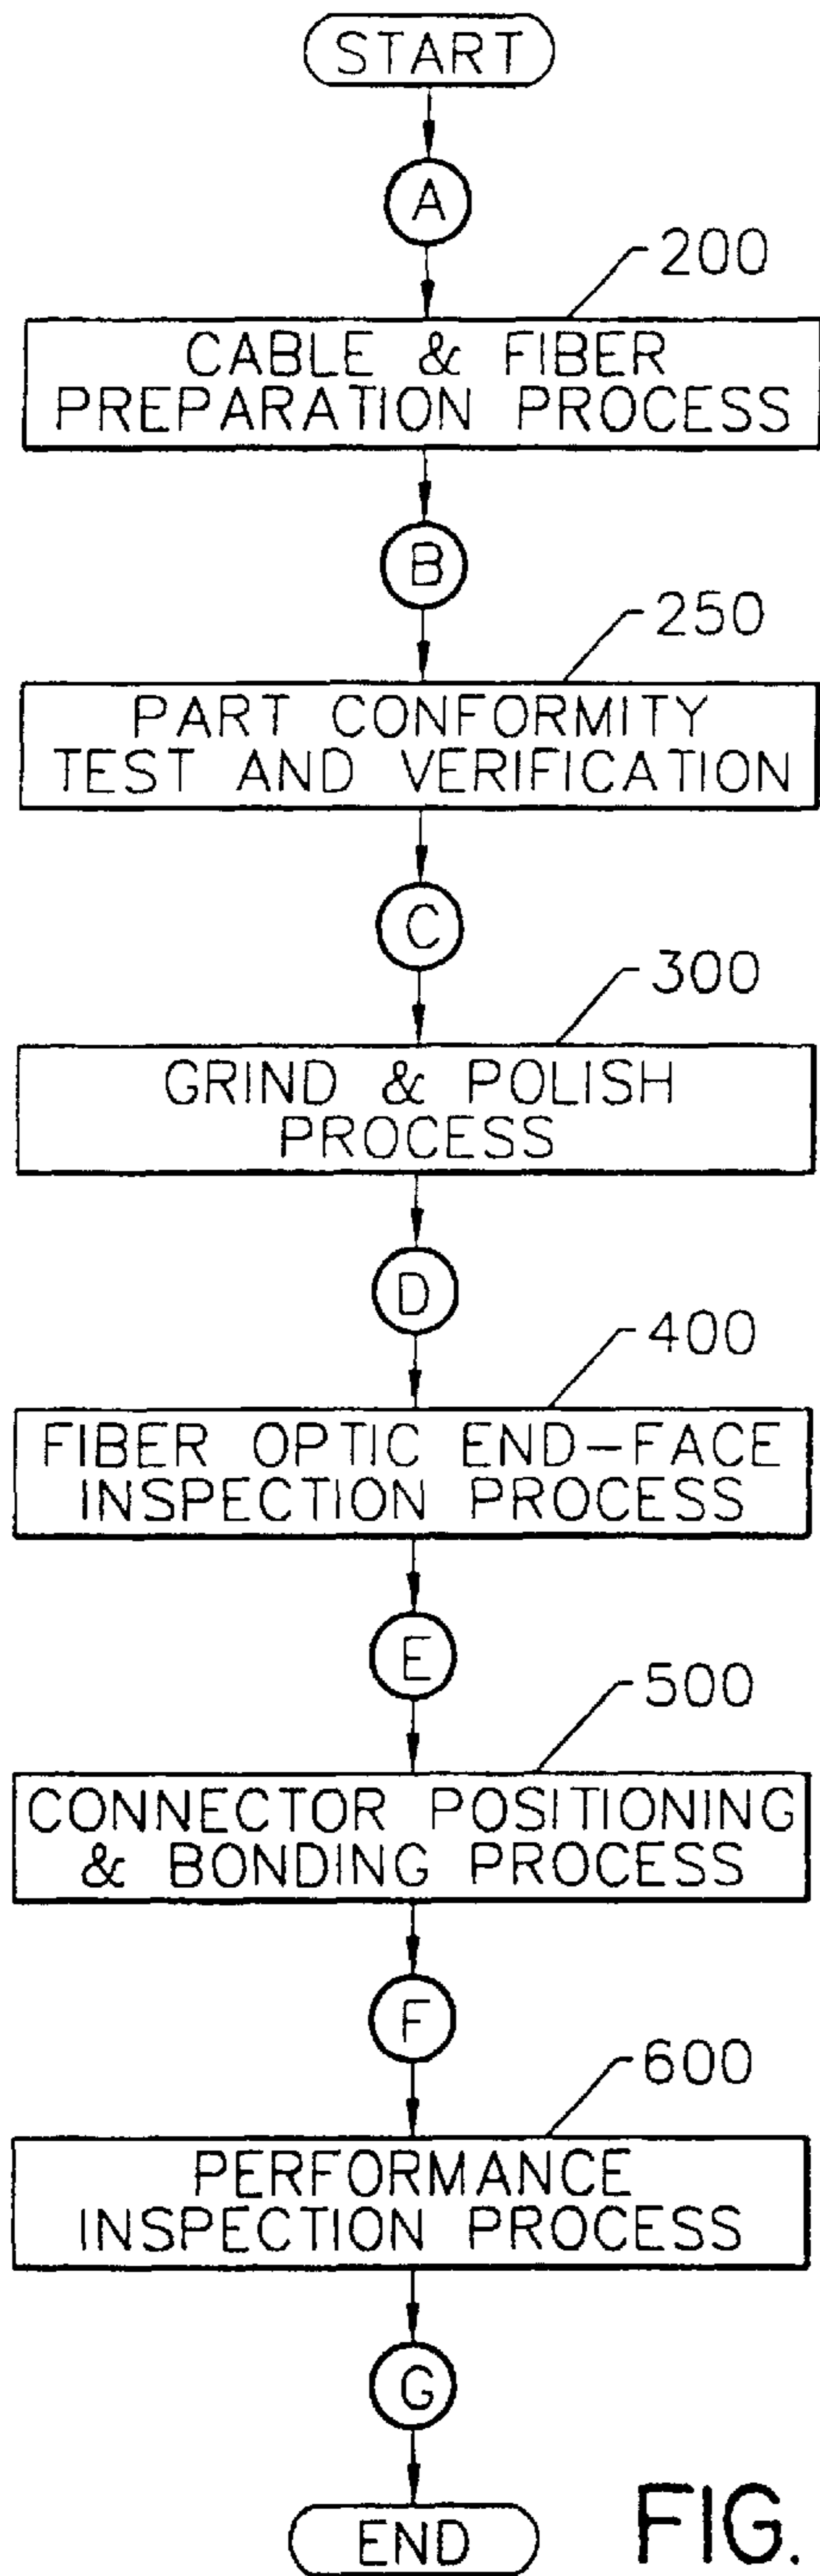 START
A
200
CABLE & FIBER
PREPARATION PROCESS
B
250
PART CONFORMITY
TEST AND VERIFICATION
C
300
GRIND & POLISH
PROCESS
D
400
FIBER OPTIC END-FACE
INSPECTION PROCESS
E
500
CONNECTOR POSITIONING
& BONDING PROCESS
F
600
PERFORMANCE
INSPECTION PROCESS
G
END
FIG.